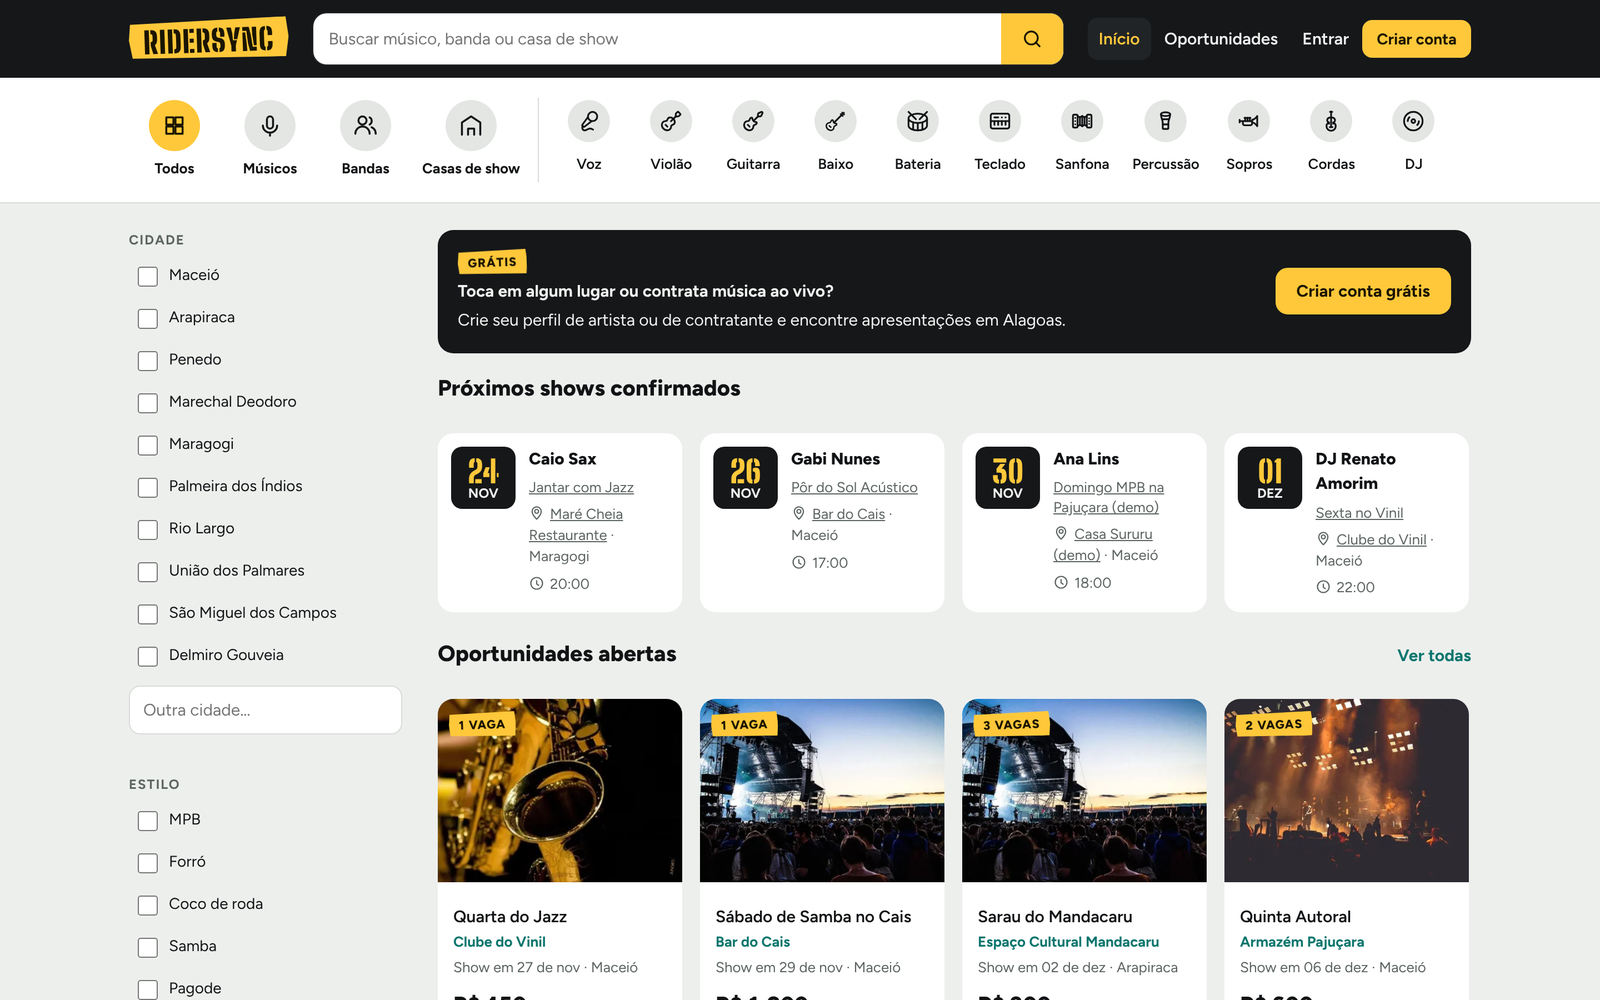 RIDERSYNC
Buscar músico, banda ou casa de show
Início
Oportunidades
Entrar
Criar conta
Todos
Músicos
Bandas
Casas de show
Voz
Violão
Guitarra
Baixo
Bateria
Teclado
Sanfona
Percussão
Sopros
Cordas
DJ
CIDADE
Maceió
Arapiraca
Penedo
Marechal Deodoro
Maragogi
Palmeira dos Índios
Rio Largo
União dos Palmares
São Miguel dos Campos
Delmiro Gouveia
Outra cidade...
ESTILO
MPB
Forró
Coco de roda
Samba
Pagode
GRÁTIS
Toca em algum lugar ou contrata música ao vivo?
Crie seu perfil de artista ou de contratante e encontre apresentações em Alagoas.
Criar conta grátis
Próximos shows confirmados
24
NOV
Caio Sax
Jantar com Jazz
Maré Cheia
Restaurante ·
Maragogi
20:00
26
NOV
Gabi Nunes
Pôr do Sol Acústico
Bar do Cais ·
Maceió
17:00
30
NOV
Ana Lins
Domingo MPB na
Pajuçara (demo)
Casa Sururu
(demo) · Maceió
18:00
01
DEZ
DJ Renato
Amorim
Sexta no Vinil
Clube do Vinil ·
Maceió
22:00
Oportunidades abertas
Ver todas
1 VAGA
Quarta do Jazz
Clube do Vinil
Show em 27 de nov · Maceió
1 VAGA
Sábado de Samba no Cais
Bar do Cais
Show em 29 de nov · Maceió
3 VAGAS
Sarau do Mandacaru
Espaço Cultural Mandacaru
Show em 02 de dez · Arapiraca
2 VAGAS
Quinta Autoral
Armazém Pajuçara
Show em 06 de dez · Maceió